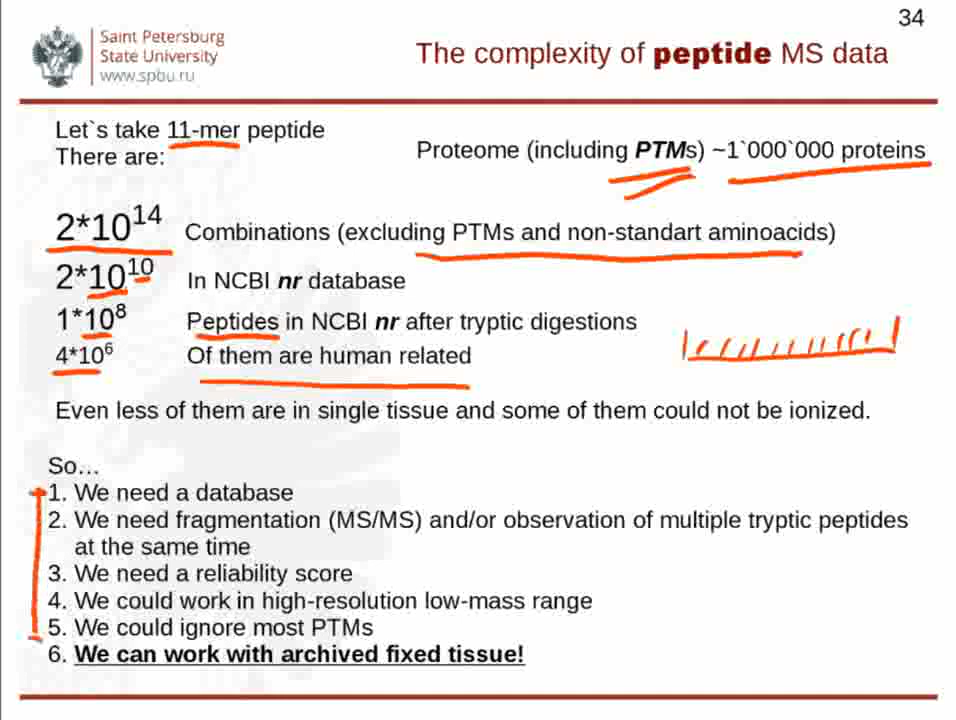 34
Saint Petersburg
State University
www.spbu.ru
The complexity of peptide MS data
Let`s take 11-mer peptide
There are:
Proteome (including PTMs) ~1`000`000 proteins
2*10^14 Combinations (excluding PTMs and non-standart aminoacids)
2*10^10 In NCBI nr database
1*10^8 Peptides in NCBI nr after tryptic digestions
4*10^6 Of them are human related
Even less of them are in single tissue and some of them could not be ionized.
So…
1. We need a database
2. We need fragmentation (MS/MS) and/or observation of multiple tryptic peptides
at the same time
3. We need a reliability score
4. We could work in high-resolution low-mass range
5. We could ignore most PTMs
6. We can work with archived fixed tissue!